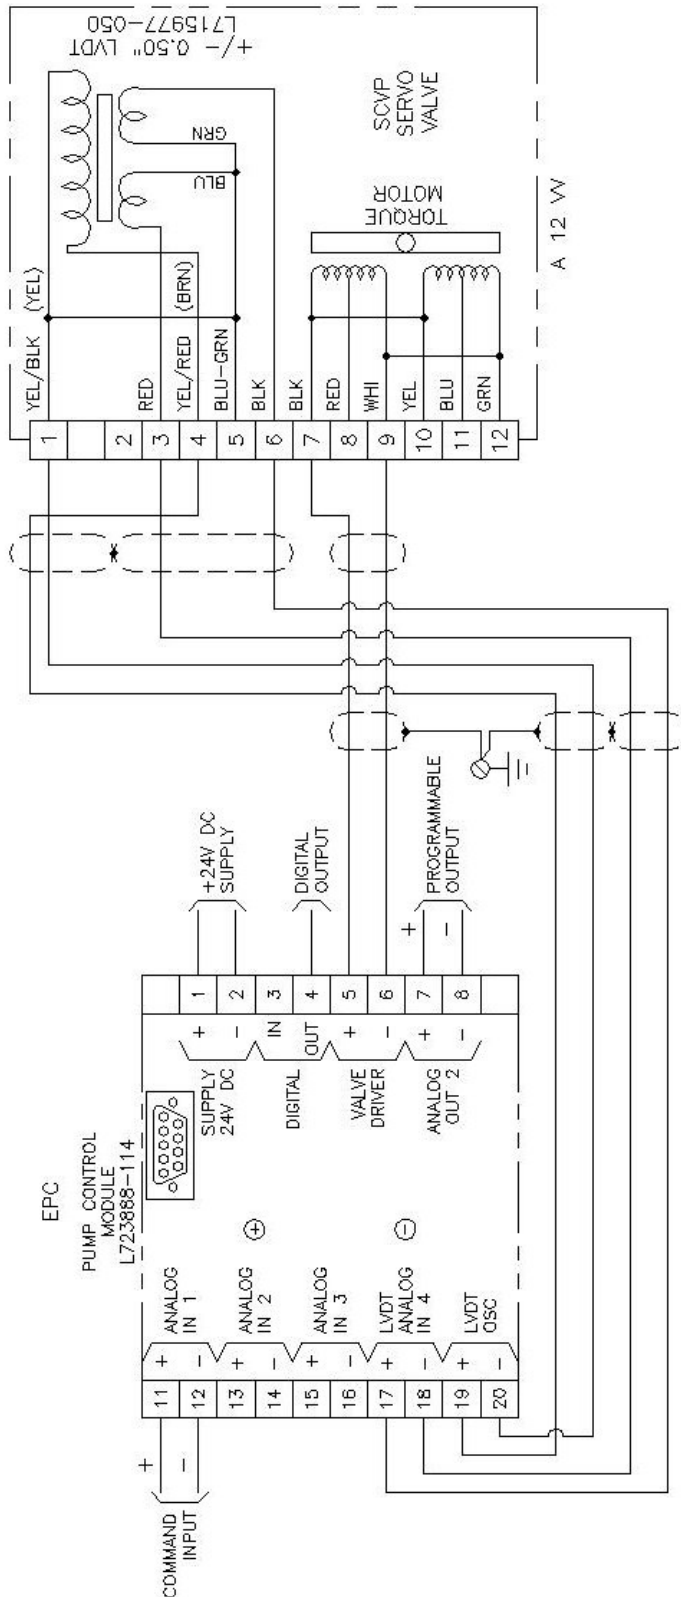 L715977-050
+/- 0.50" LVDT
SCVP
SERVO
VALVE
GRN
BLU
TORQUE
MOTOR
A 12 VV
YEL/BLK
(YEL)
RED
YEL/RED
(BRN)
BLU-GRN
BLK
BLK
RED
WHI
YEL
BLU
GRN
1
2
3
4
5
6
7
8
9
10
11
12
+24V DC
SUPPLY
DIGITAL
OUTPUT
PROGRAMMABLE
OUTPUT
+
-
1
2
3
4
5
6
7
8
+
-
IN
OUT
+
-
+
-
SUPPLY
24V DC
DIGITAL
VALVE
DRIVER
ANALOG
OUT 2
EPC
PUMP CONTROL
MODULE
L723888-114
+
-
ANALOG
IN 1
ANALOG
IN 2
ANALOG
IN 3
LVDT
ANALOG
IN 4
LVDT
OSC
+
-
+
-
+
-
+
-
+
-
11
12
13
14
15
16
17
18
19
20
+
-
COMMAND
INPUT